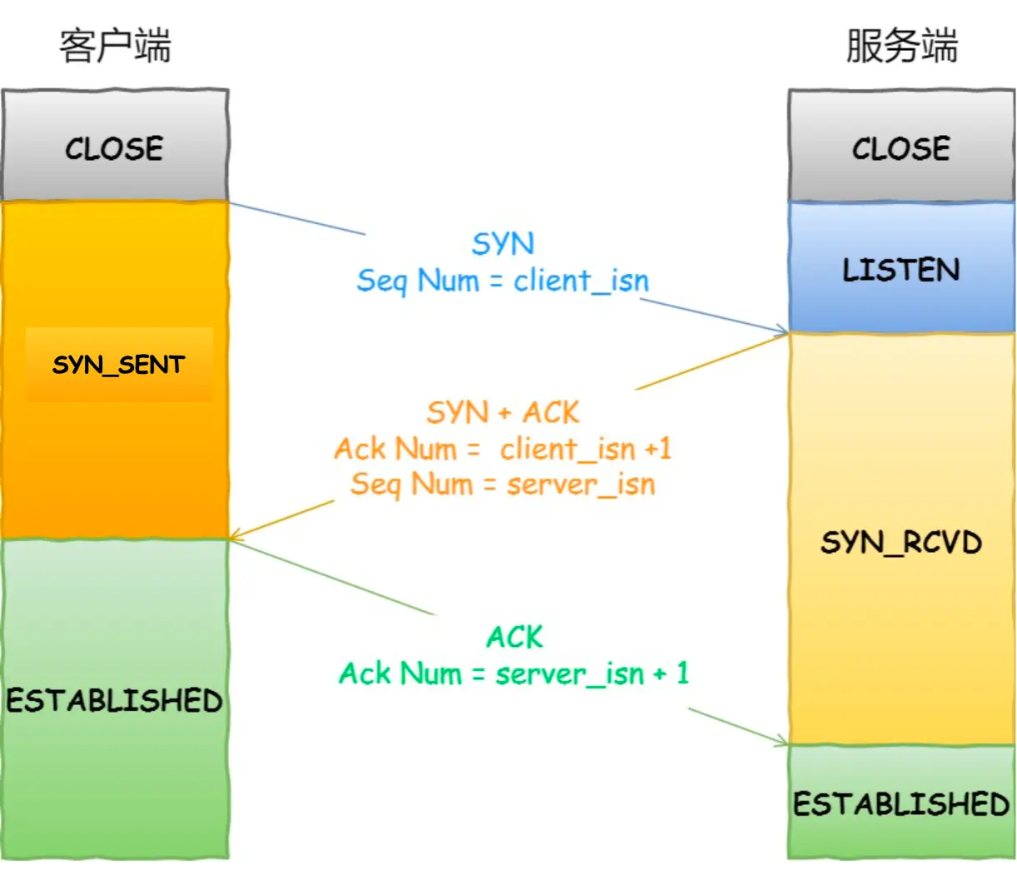 客户端
服务端
CLOSE
CLOSE
SYN
Seq Num = client_isn
LISTEN
SYN_SENT
SYN + ACK
Ack Num = client_isn +1
Seq Num = server_isn
SYN_RCVD
ACK
Ack Num = server_isn + 1
ESTABLISHED
ESTABLISHED